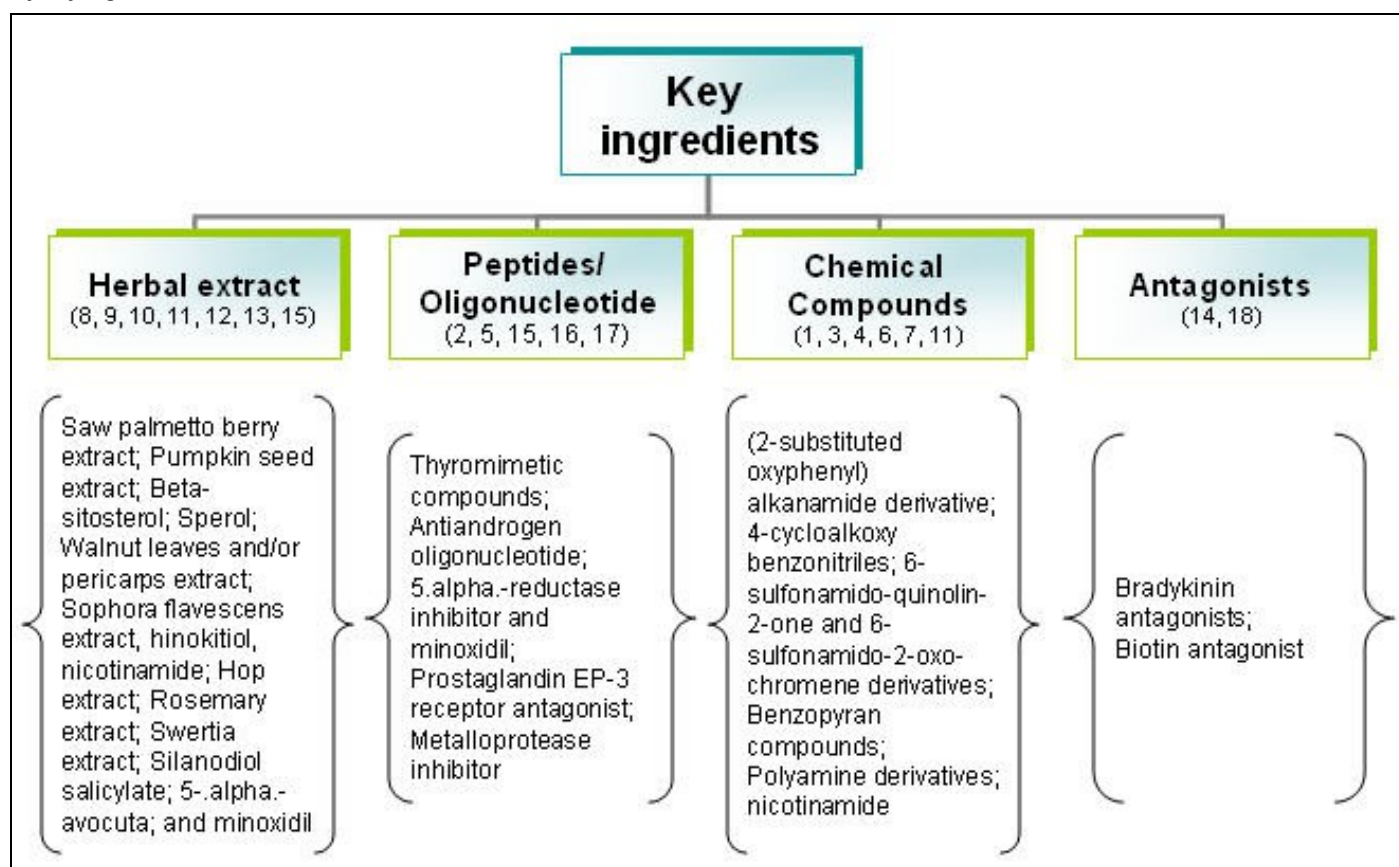 Key
ingredients
Herbal extract
(8, 9, 10, 11, 12, 13, 15)
Peptides/
Oligonucleotide
(2, 5, 15, 16, 17)
Chemical
Compounds
(1, 3, 4, 6, 7, 11)
Antagonists
(14, 18)
Saw palmetto berry
extract; Pumpkin seed
extract; Beta-
sitosterol; Sperol;
Walnut leaves and/or
pericarps extract;
Sophora flavescens
extract, hinokitiol,
nicotinamide; Hop
extract; Rosemary
extract; Swertia
extract; Silanodiol
salicylate; 5-.alpha.-
avocuta; and minoxidil
Thyromimetic
compounds;
Antiandrogen
oligonucleotide;
5.alpha.-reductase
inhibitor and
minoxidil;
Prostaglandin EP-3
receptor antagonist;
Metalloprotease
inhibitor
(2-substituted
oxyphenyl)
alkanamide derivative;
4-cycloalkoxy
benzonitriles; 6-
sulfonamido-quinolin-
2-one and 6-
sulfonamido-2-oxo-
chromene derivatives;
Benzopyran
compounds;
Polyamine derivatives;
nicotinamide
Bradykinin
antagonists;
Biotin antagonist